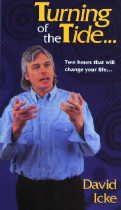 Turning
of
the Tide...
Two hours that will
change your life...
David
Icke